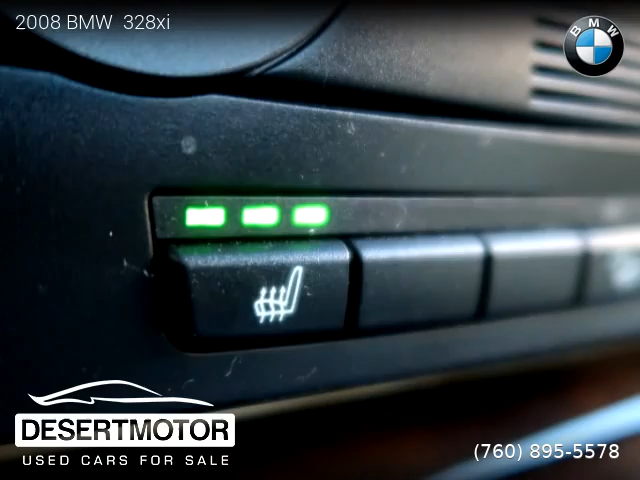 2008 BMW 328xi
BMW
DESERTMOTOR
USED CARS FOR SALE
(760) 895-5578